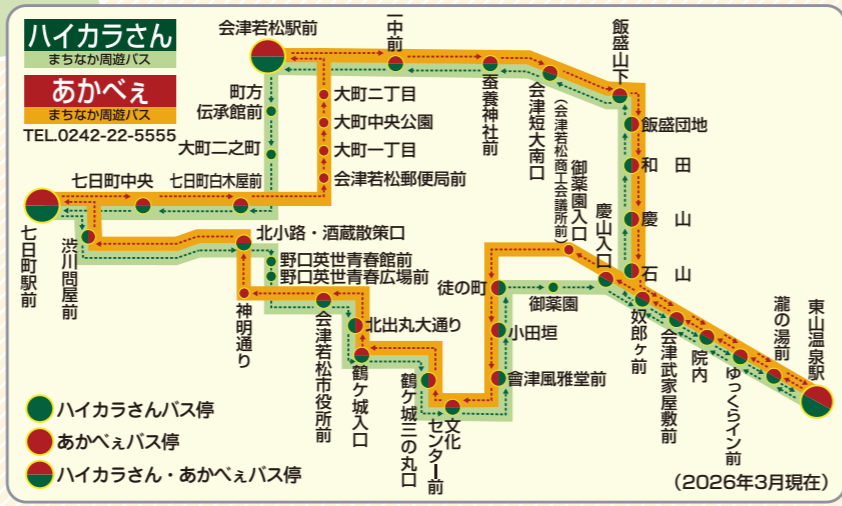 ハイカラさん
まちなか周遊バス
あかべぇ
まちなか周遊バス
TEL.0242-22-5555
会津若松駅前
一中前
蚕養神社前
会津短大南口
飯盛山下
飯盛団地
和田
慶山
石山
町方
伝承館前
大町二之町
大町二丁目
大町中央公園
大町一丁目
会津若松郵便局前
七日町中央
七日町白木屋前
七日町駅前
渋川問屋前
北小路・酒蔵散策口
野口英世青春館前
野口英世青春広場前
神明通り
会津若松市役所前
北出丸大通り
鶴ケ城入口
鶴ケ城三の丸口
文化
センター前
會津風雅堂前
小田垣
徒の町
御薬園
御薬園入口
(会津若松商工会議所前)
慶山入口
奴郎ヶ前
会津武家屋敷前
院内
ゆっくらイン前
瀧の湯前
東山温泉駅
ハイカラさんバス停
あかべぇバス停
ハイカラさん・あかべぇバス停
(2026年3月現在)